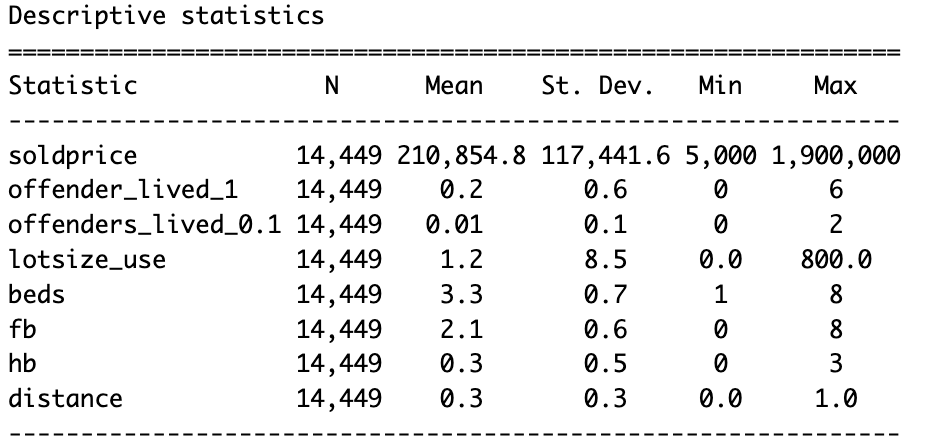 Descriptive statistics
==============================================================
Statistic N Mean St. Dev. Min Max
--------------------------------------------------------------
soldprice 14,449 210,854.8 117,441.6 5,000 1,900,000
offender_lived_1 14,449 0.2 0.6 0 6
offenders_lived_0.1 14,449 0.01 0.1 0 2
lotsize_use 14,449 1.2 8.5 0.0 800.0
beds 14,449 3.3 0.7 1 8
fb 14,449 2.1 0.6 0 8
hb 14,449 0.3 0.5 0 3
distance 14,449 0.3 0.3 0.0 1.0
--------------------------------------------------------------